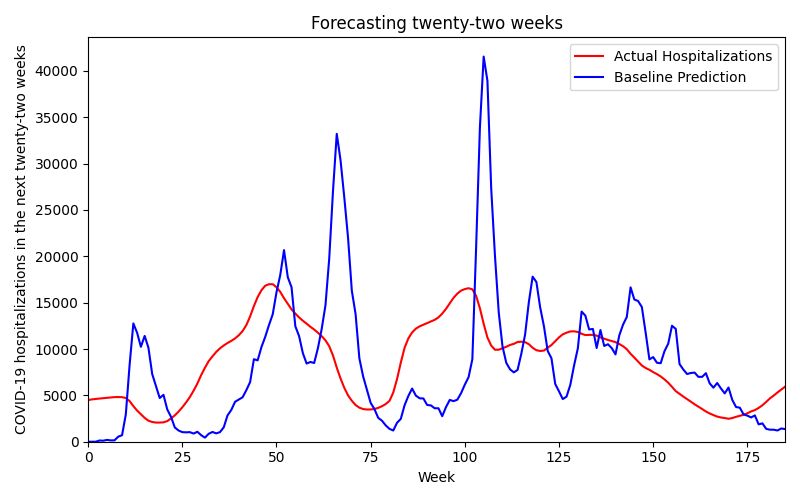 Forecasting twenty-two weeks
COVID-19 hospitalizations in the next twenty-two weeks
40000
35000
30000
25000
20000
15000
10000
5000
0
Actual Hospitalizations
Baseline Prediction
0 25 50 75 100 125 150 175
Week